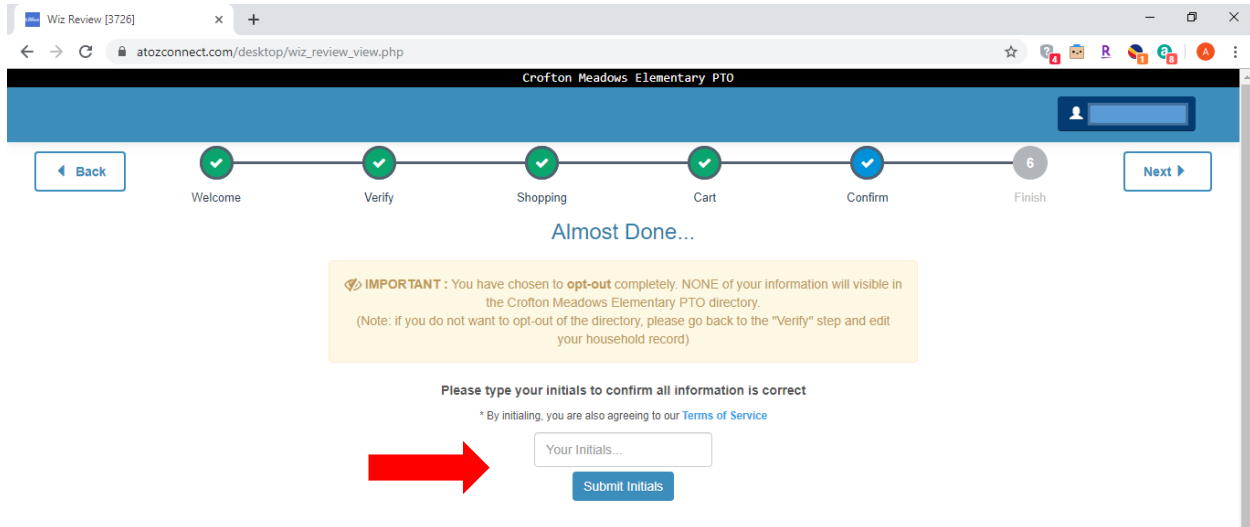 Wiz Review [3726]
atozconnect.com/desktop/wiz_review_view.php
4
R
1
8
A
Crofton Meadows Elementary PTO
Back
6
Next
Welcome
Verify
Shopping
Cart
Confirm
Finish
Almost Done...
IMPORTANT : You have chosen to opt-out completely. NONE of your information will visible in
the Crofton Meadows Elementary PTO directory.
(Note: if you do not want to opt-out of the directory, please go back to the "Verify" step and edit
your household record)
Please type your initials to confirm all information is correct
* By initialing, you are also agreeing to our Terms of Service
Your Initials...
Submit Initials